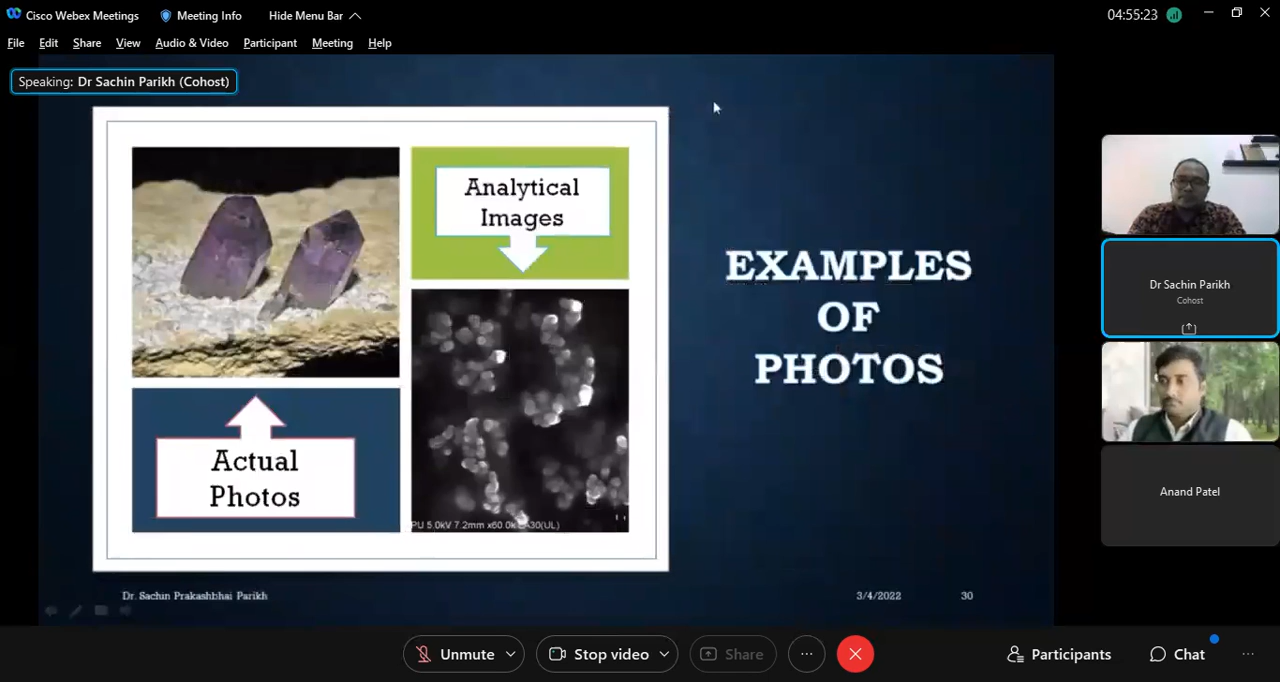 Cisco Webex Meetings
Meeting Info
Hide Menu Bar
04:55:23
File Edit Share View Audio & Video Participant Meeting Help
Speaking: Dr Sachin Parikh (Cohost)
Analytical
Images
Actual
Photos
PU 5.0kV 7.2mm x60.0k
30(UL)
EXAMPLES
OF
PHOTOS
Dr. Sachin Prakashbhai Parikh
3/4/2022
30
Dr Sachin Parikh
Cohost
Anand Patel
Unmute
Stop video
Share
Participants
Chat